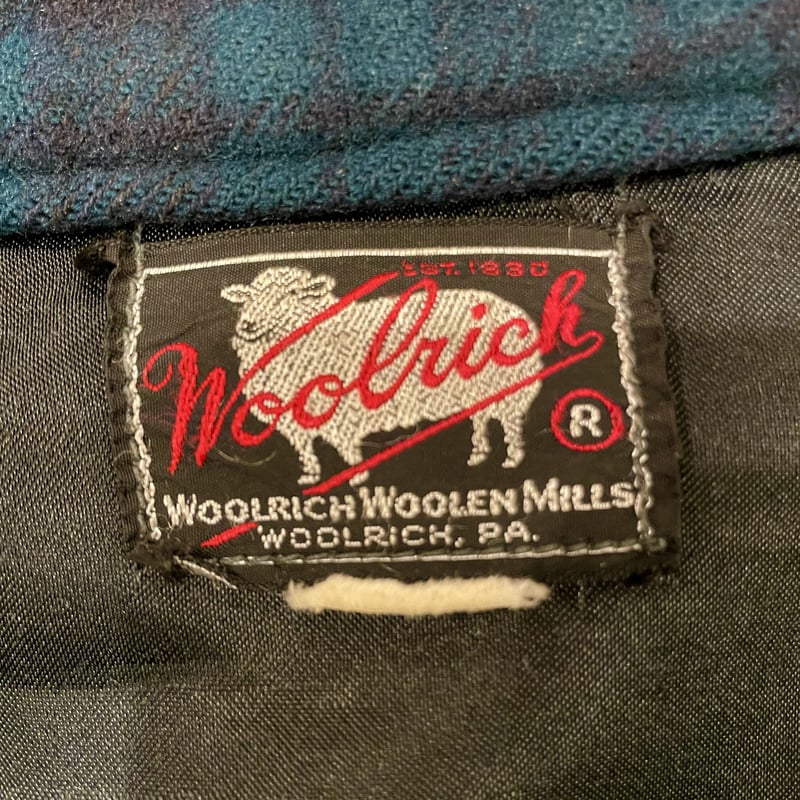 EST. 1830
Woolrich
R
WOOLRICH WOOLEN MILLS
WOOLRICH, PA.